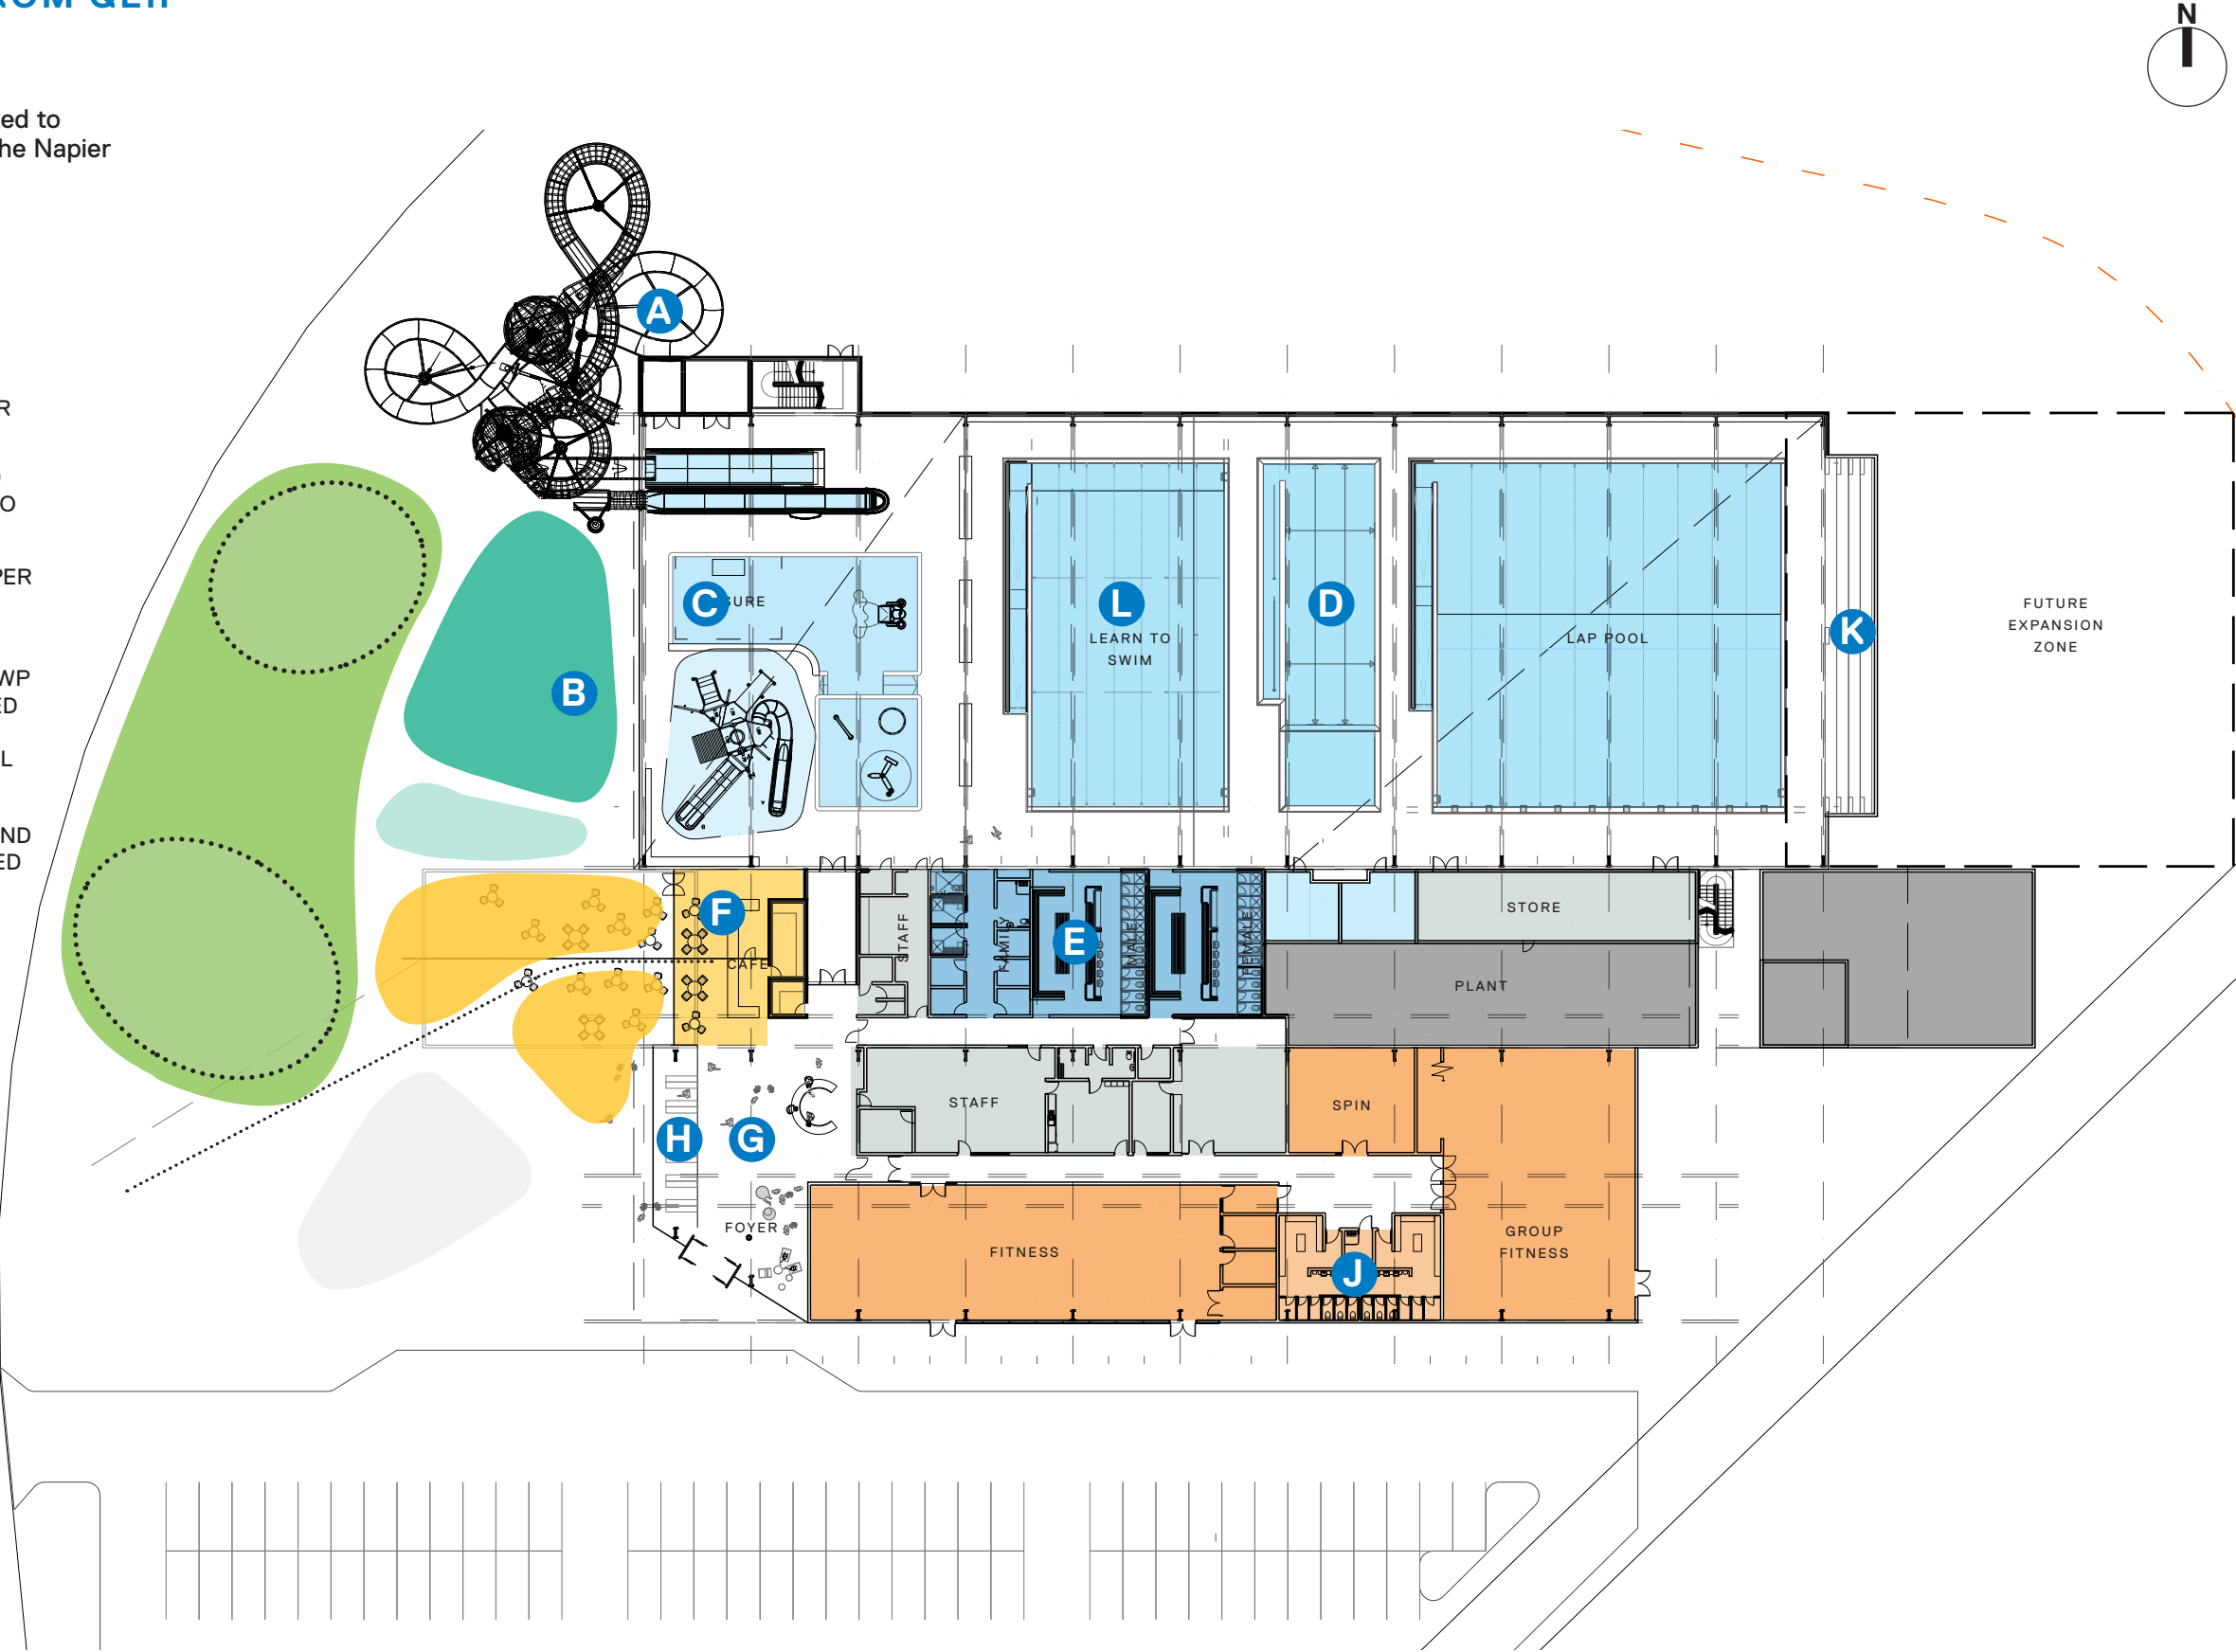 N
ed to
he Napier
R
O
PER
WP
ED
L
ND
ED
A
B
C
SURE
L
LEARN TO
SWIM
D
LAP POOL
K
FUTURE
EXPANSION
ZONE
F
CAFE
STAFF
FAMILY
E
MALE
FEMALE
STORE
PLANT
H
G
FOYER
STAFF
SPIN
FITNESS
J
GROUP
FITNESS